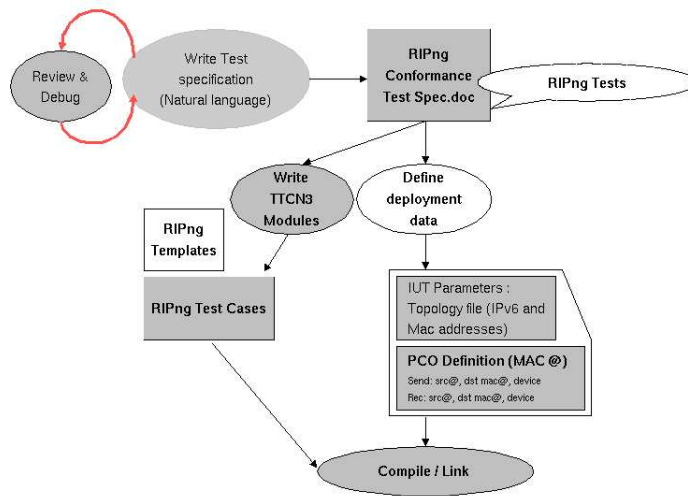 Review &
Debug
Write Test
specification
(Natural language)
RIPng
Conformance
Test Spec.doc
RIPng Tests
Write
TTCN3
Modules
Define
deployment
data
RIPng
Templates
RIPng Test Cases
IUT Parameters :
Topology file (IPv6 and
Mac addresses)
PCO Definition (MAC @)
Send: src@, dst mac@, device
Rec: src@, dst mac@, device
Compile / Link